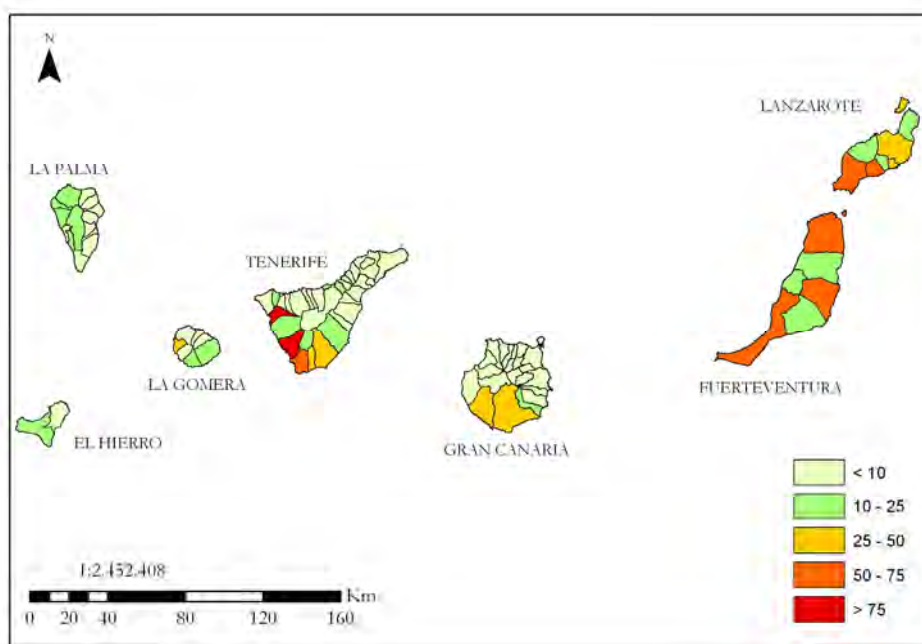 N
LANZAROTE
LA PALMA
TENERIFE
LA GOMERA
FUERTEVENTURA
EL HIERRO
GRAN CANARIA
< 10
10 - 25
25 - 50
50 - 75
> 75
1:2.452.408
Km
0 10 20 40 80 120 160